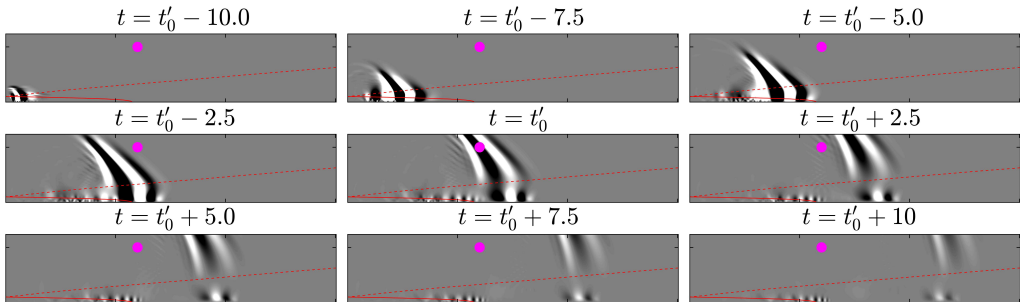 t = t′₀ − 10.0
t = t′₀ − 7.5
t = t′₀ − 5.0
t = t′₀ − 2.5
t = t′₀
t = t′₀ + 2.5
t = t′₀ + 5.0
t = t′₀ + 7.5
t = t′₀ + 10